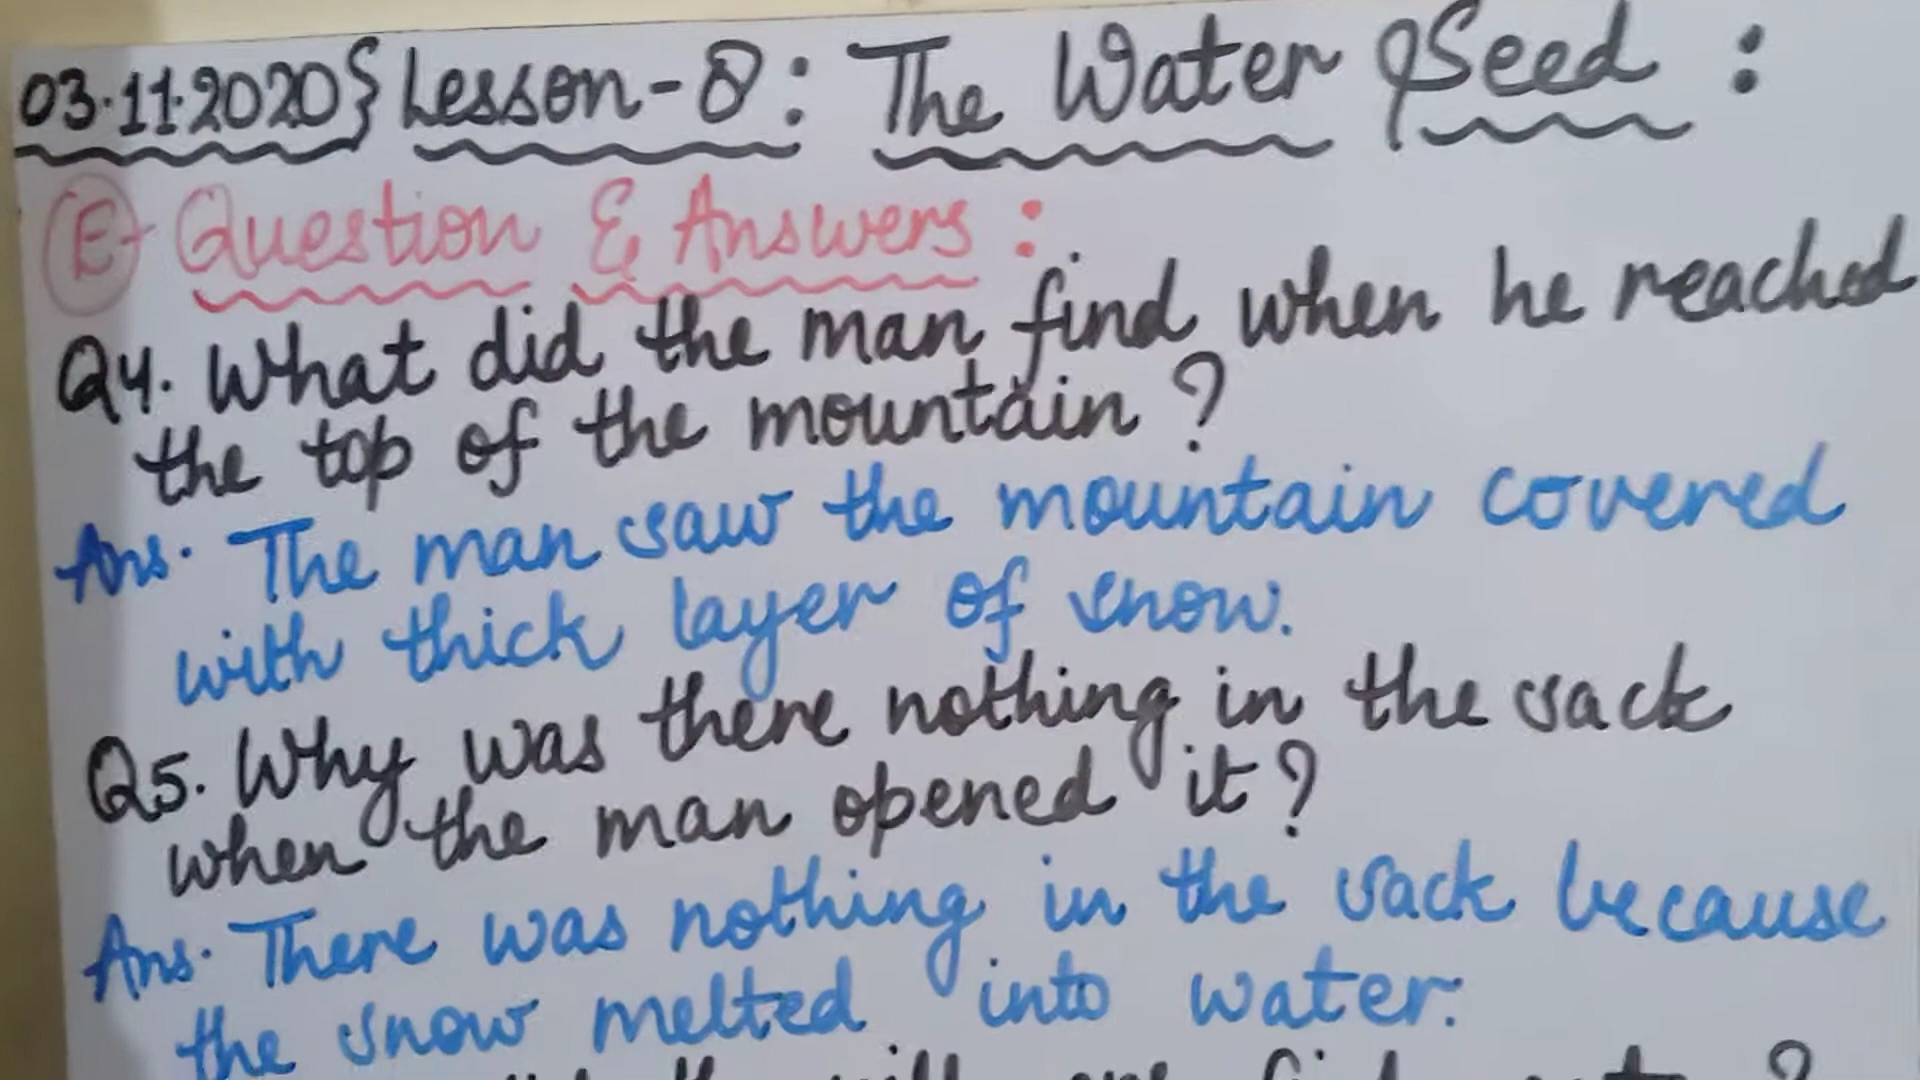 03.11.2020} Lesson-8: The Water Seed :
E Question & Answers :
Q4. What did the man find when he reached
the top of the mountain ?
Ans. The man saw the mountain covered
with thick layer of snow.
Q5. Why was there nothing in the sack
when the man opened it ?
Ans. There was nothing in the sack because
the snow melted into water.